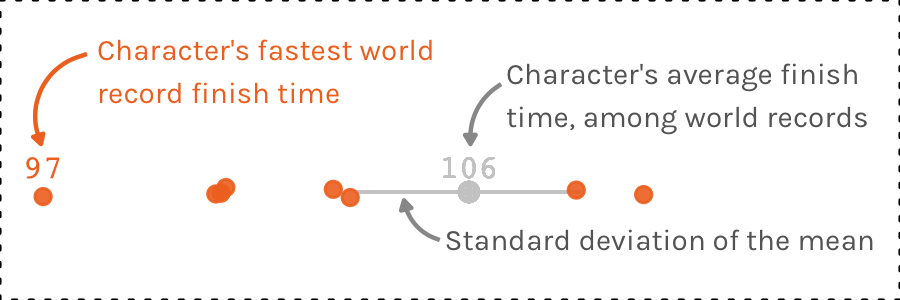 Character's fastest world
record finish time
Character's average finish
time, among world records
97
106
Standard deviation of the mean